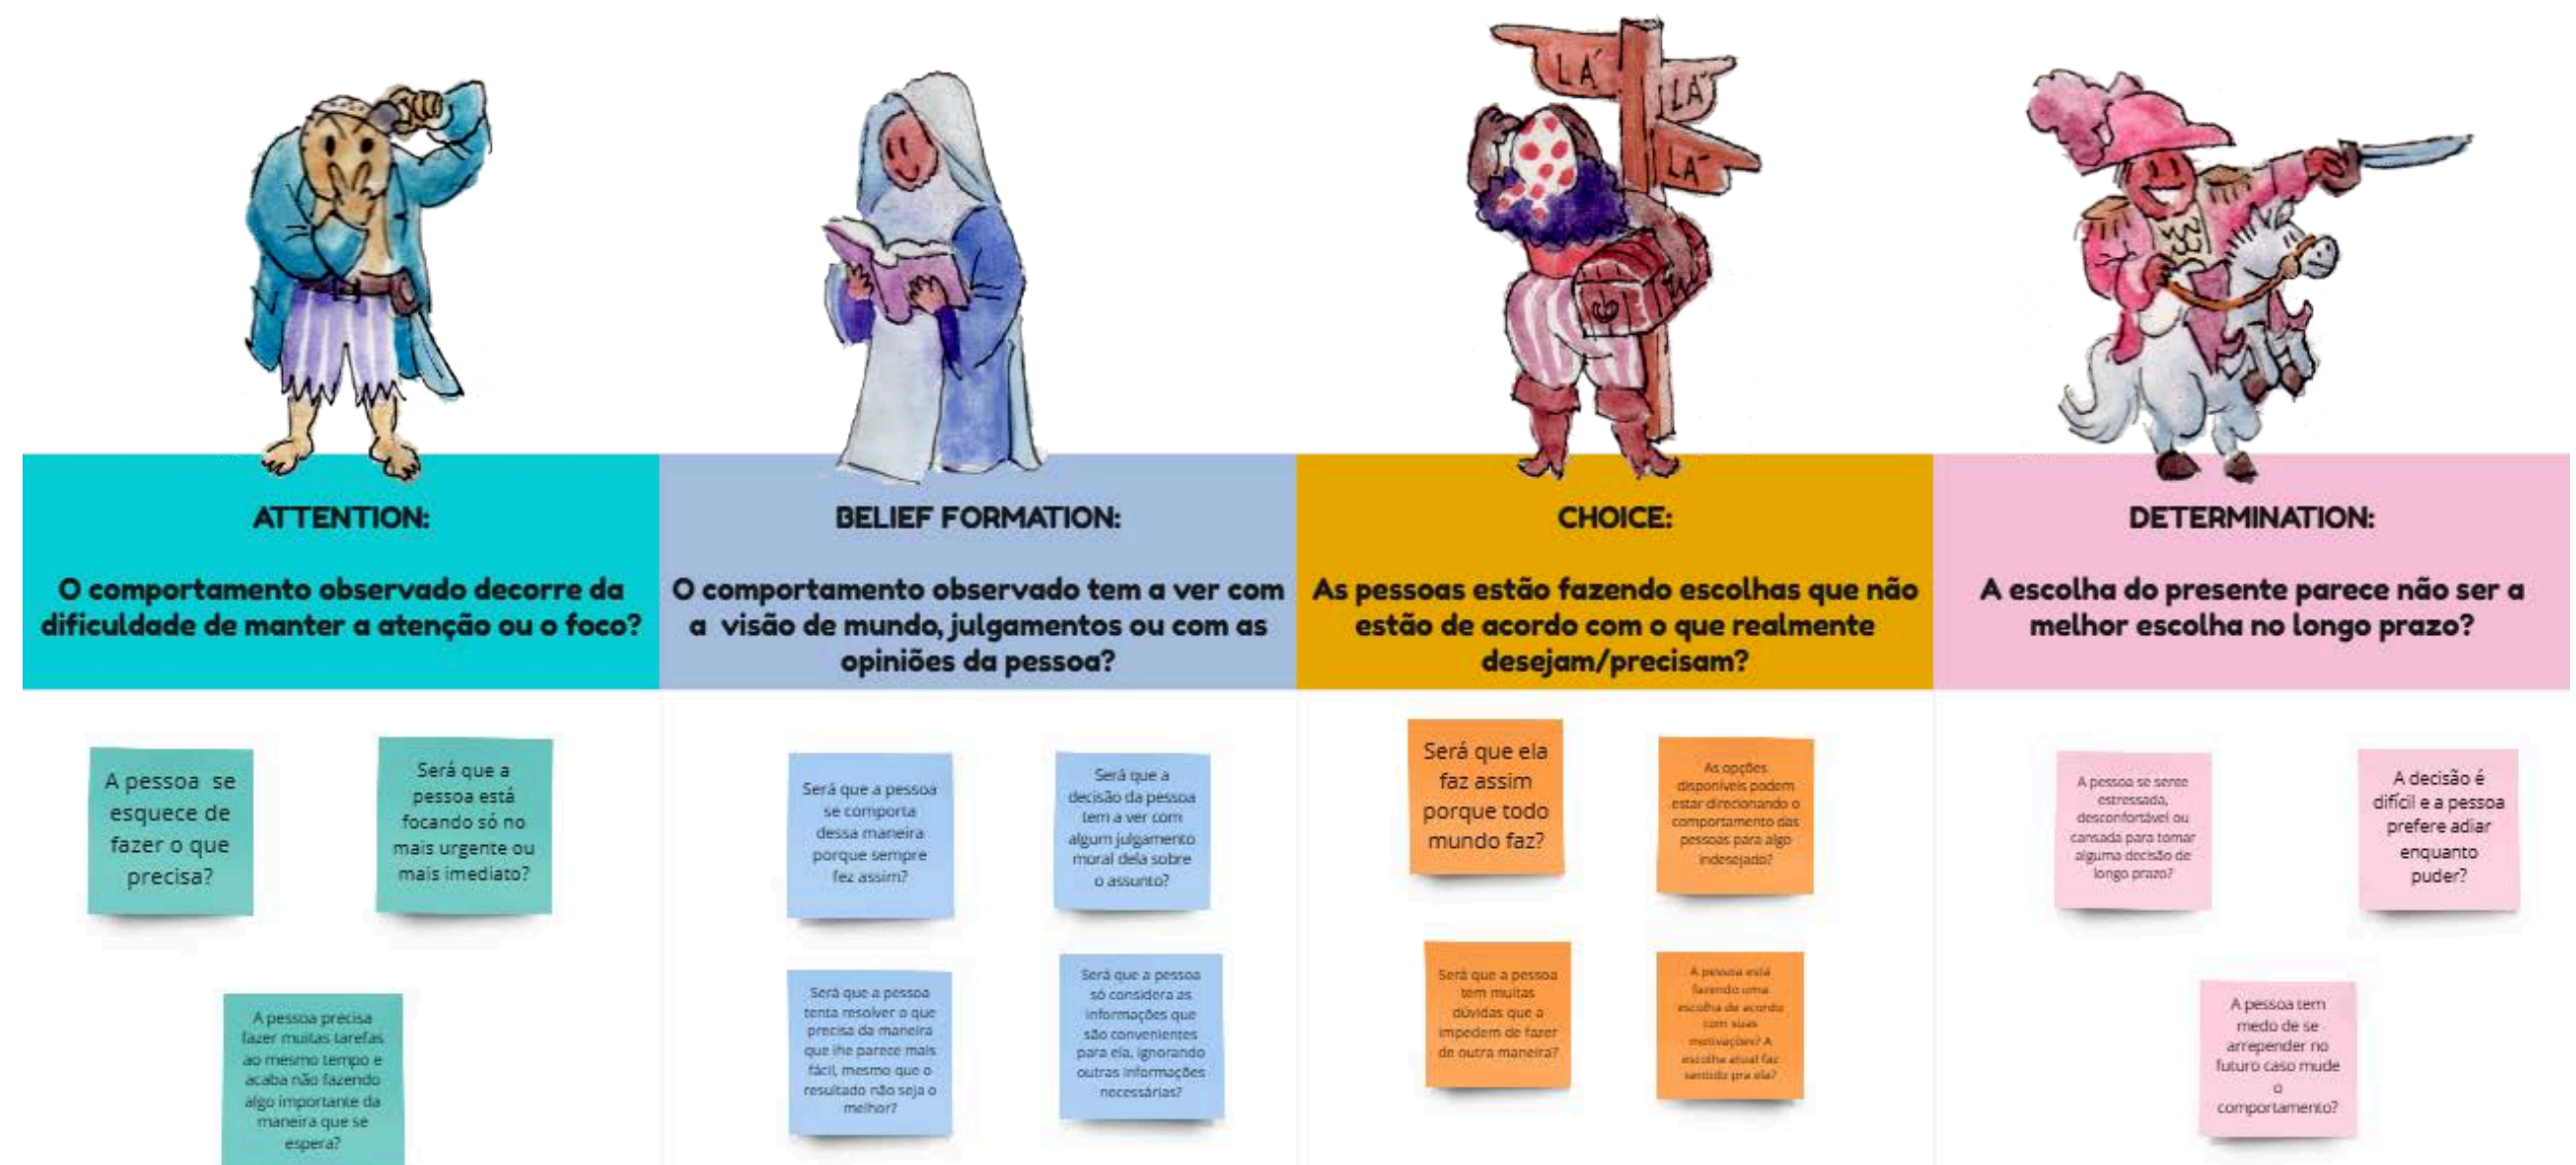 LÁ
LÁ
LÁ
ATTENTION:
O comportamento observado decorre da
dificuldade de manter a atenção ou o foco?
A pessoa se
esquece de
fazer o que
precisa?
Será que a
pessoa está
focando só no
mais urgente ou
mais imediato?
A pessoa precisa
fazer muitas tarefas
ao mesmo tempo e
acaba não fazendo
algo importante da
maneira que se
espera?
BELIEF FORMATION:
O comportamento observado tem a ver com
a visão de mundo, julgamentos ou com as
opiniões da pessoa?
Será que a pessoa
se comporta
dessa maneira
porque sempre
fez assim?
Será que a
decisão da pessoa
tem a ver com
algum julgamento
moral dela sobre
o assunto?
Será que a pessoa
tenta resolver o que
precisa da maneira
que lhe parece mais
fácil, mesmo que o
resultado não seja o
melhor?
Será que a pessoa
só considera as
informações que
são convenientes
para ela, ignorando
outras informações
necessárias?
CHOICE:
As pessoas estão fazendo escolhas que não
estão de acordo com o que realmente
desejam/precisam?
Será que ela
faz assim
porque todo
mundo faz?
As opções
disponíveis podem
estar direcionando o
comportamento das
pessoas para algo
indesejado?
Será que a pessoa
tem muitas
dúvidas que a
impedem de fazer
de outra maneira?
A pessoa está
fazendo uma
escolha de acordo
com suas
motivações? A
escolha atual faz
sentido pra ela?
DETERMINATION:
A escolha do presente parece não ser a
melhor escolha no longo prazo?
A pessoa se sente
estressada,
desconfortável ou
cansada para tomar
alguma decisão de
longo prazo?
A decisão é
difícil e a pessoa
prefere adiar
enquanto
puder?
A pessoa tem
medo de se
arrepender no
futuro caso mude
o
comportamento?